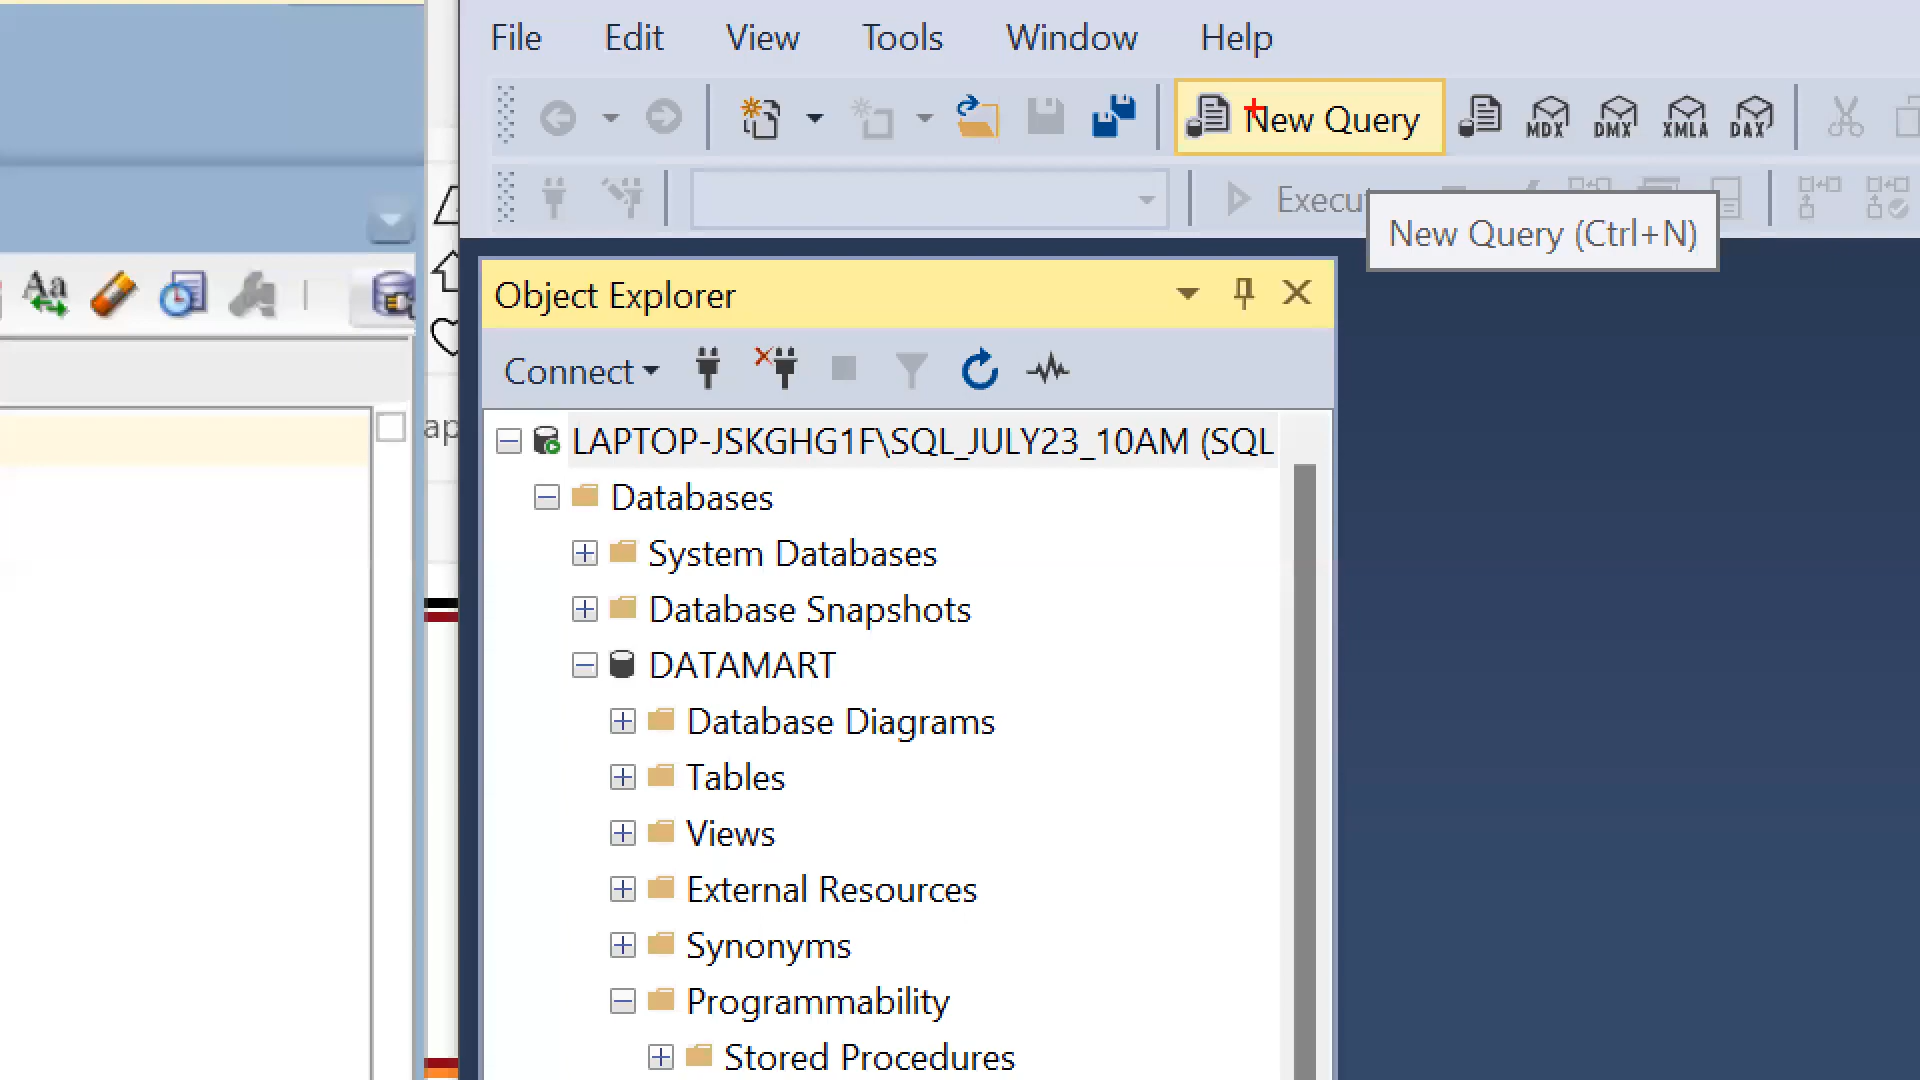 File Edit View Tools Window Help
New Query MDX DMX XMLA DAX
Execu
New Query (Ctrl+N)
Aa
Object Explorer
Connect
ap
LAPTOP-JSKGHG1F\SQL_JULY23_10AM (SQL
Databases
System Databases
Database Snapshots
DATAMART
Database Diagrams
Tables
Views
External Resources
Synonyms
Programmability
Stored Procedures